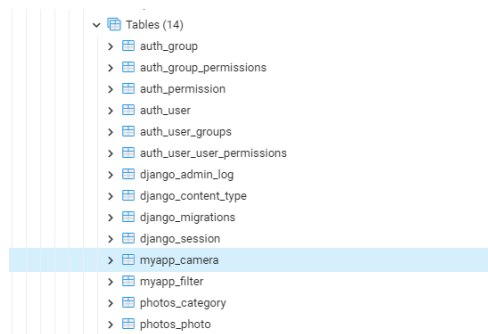 Tables (14)
auth_group
auth_group_permissions
auth_permission
auth_user
auth_user_groups
auth_user_user_permissions
django_admin_log
django_content_type
django_migrations
django_session
myapp_camera
myapp_filter
photos_category
photos_photo